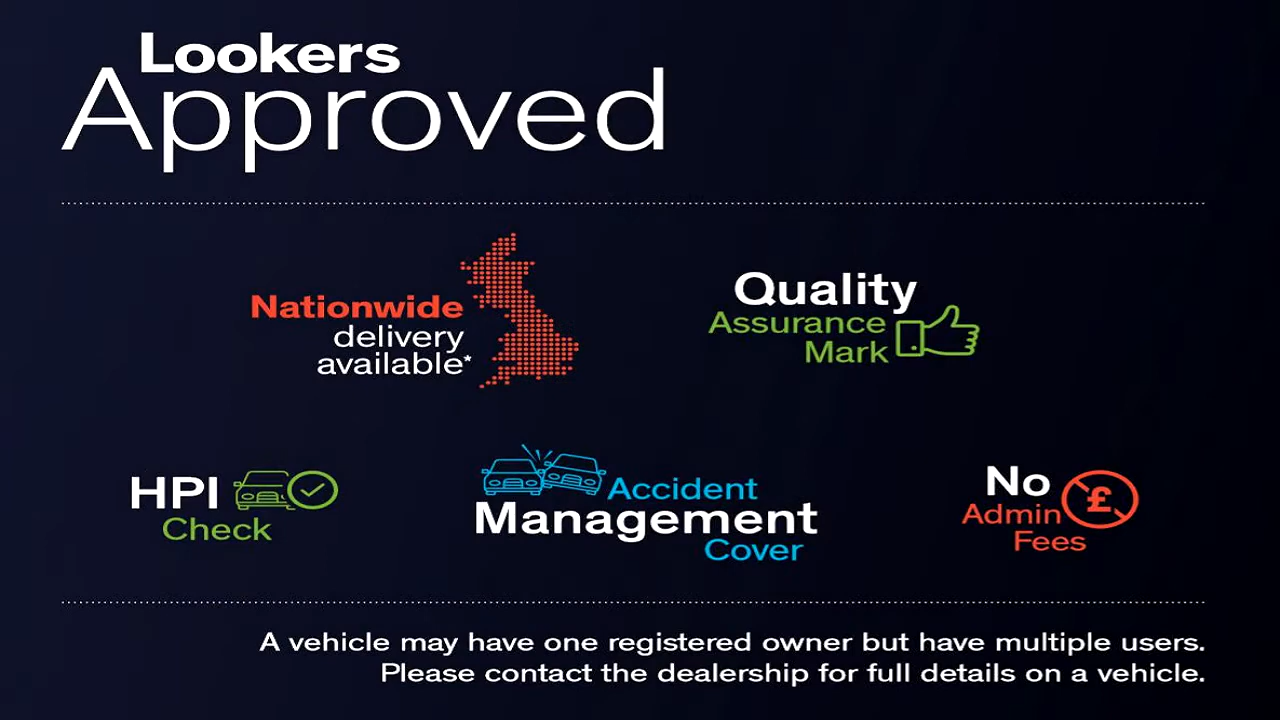 Lookers
Approved
Nationwide
delivery
available*
Quality
Assurance
Mark
HPI
Check
Accident
Management
Cover
No
Admin
£
Fees
A vehicle may have one registered owner but have multiple users.
Please contact the dealership for full details on a vehicle.